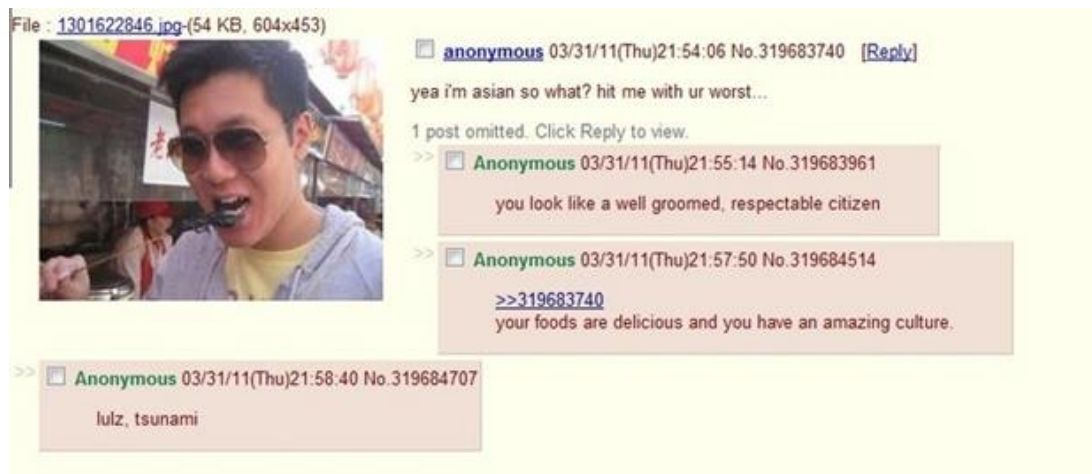 File : 1301622846.jpg-(54 KB, 604x453)
anonymous 03/31/11(Thu)21:54:06 No.319683740 [Reply]
yea i'm asian so what? hit me with ur worst...
1 post omitted. Click Reply to view.
>> Anonymous 03/31/11(Thu)21:55:14 No.319683961
you look like a well groomed, respectable citizen
>> Anonymous 03/31/11(Thu)21:57:50 No.319684514
>>319683740
your foods are delicious and you have an amazing culture.
>> Anonymous 03/31/11(Thu)21:58:40 No.319684707
lulz, tsunami
老